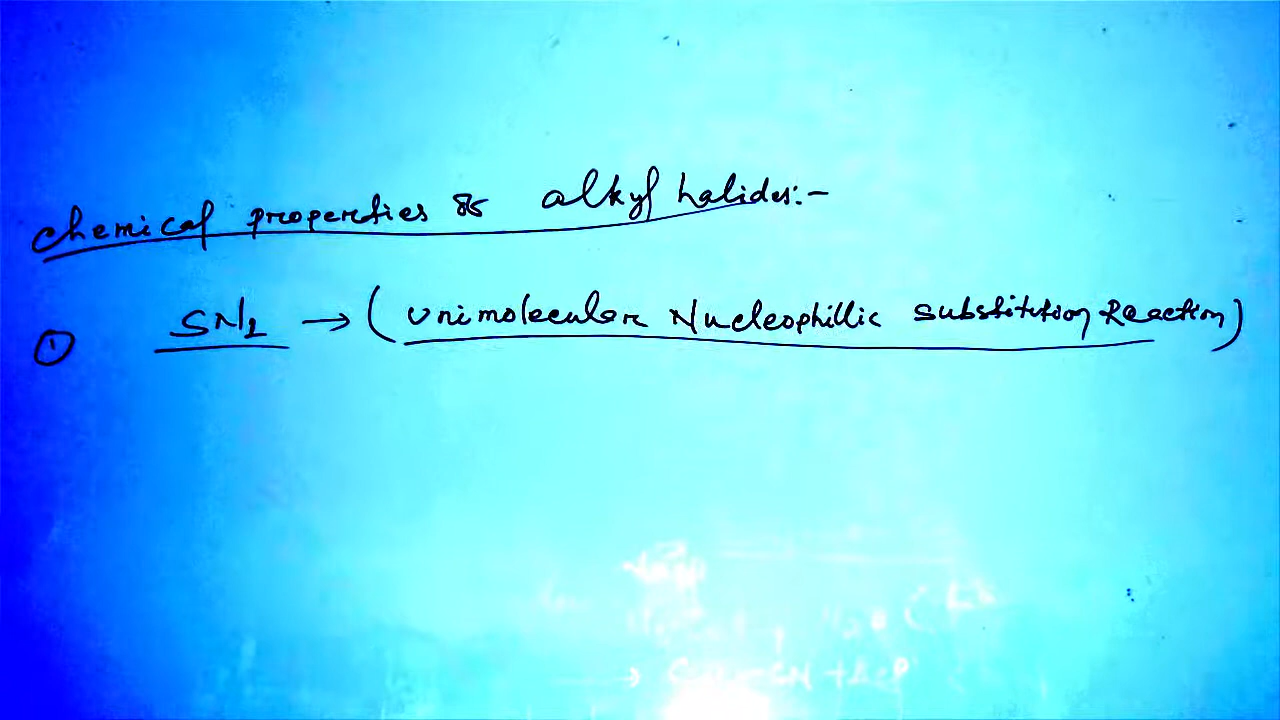 chemical properties of alkyl halides:-
① SN1 → (Unimolecular Nucleophillic substitution Reaction)